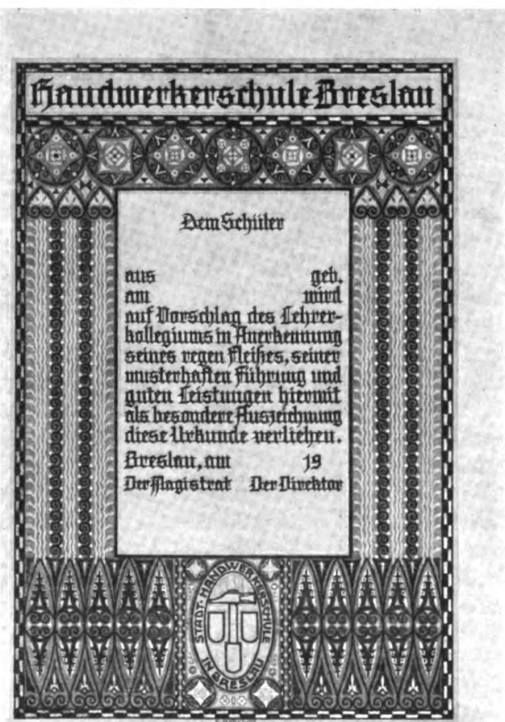 Handwerkerschule Breslau
Dem Schüler
aus geb.
am wird
auf Vorschlag des Lehrer-
kollegiums in Anerkennung
seines regen Fleißes, seiner
musterhaften Führung und
guten Leistungen hiermit
als besondere Auszeichnung
diese Urkunde verliehen.
Breslau, am 19
Der Magistrat Der Direktor
STÄDT· HANDWERKERSCHULE
IN BRESLAU